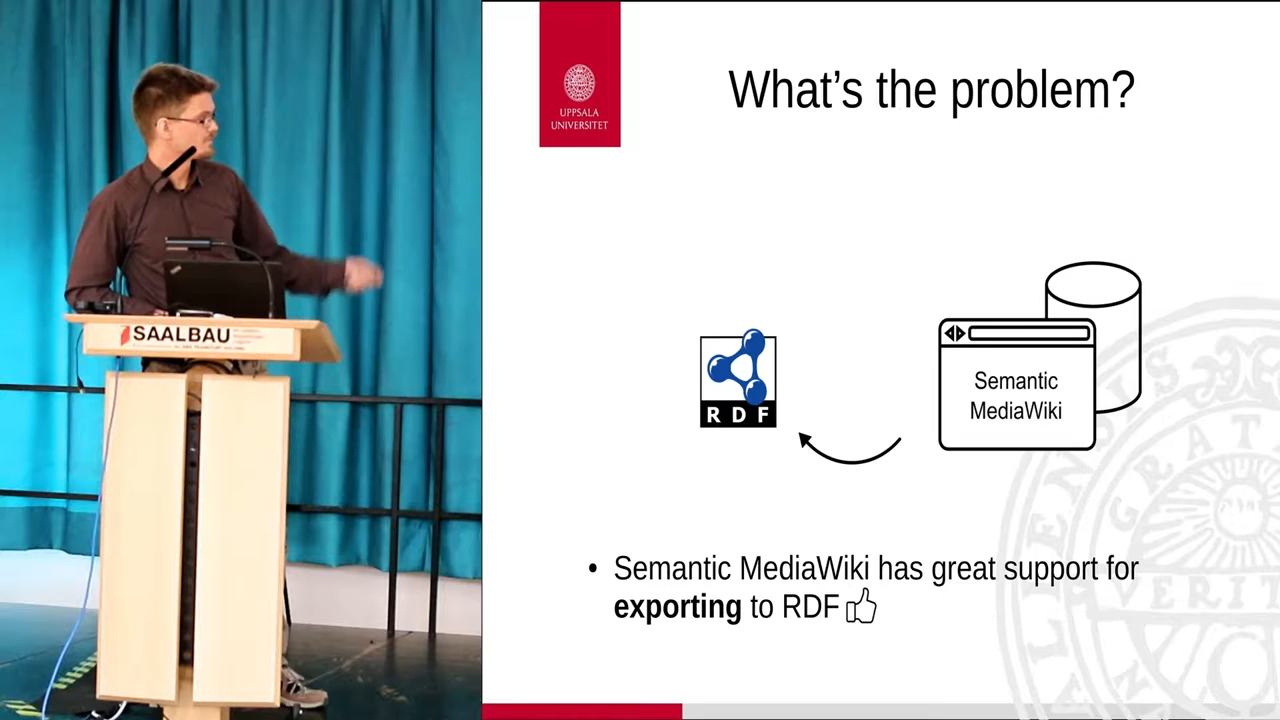 UPPSALA
UNIVERSITET
What's the problem?
SAALBAU
RDF
Semantic
MediaWiki
• Semantic MediaWiki has great support for
exporting to RDF